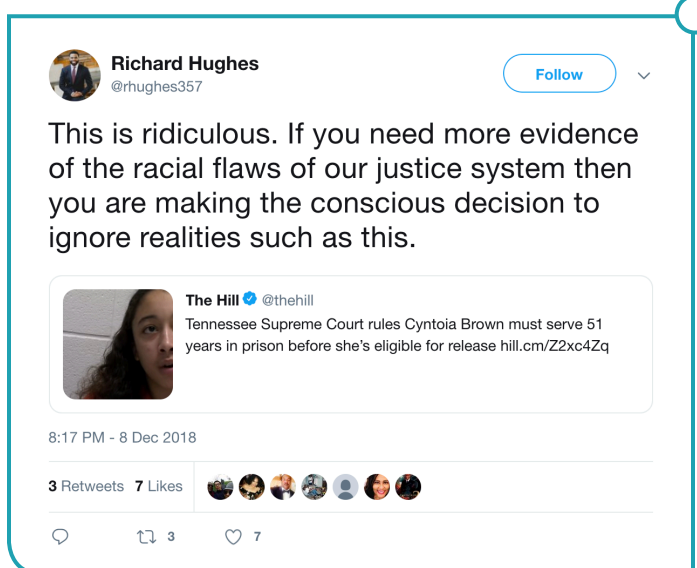 Richard Hughes
@rhughes357
Follow
This is ridiculous. If you need more evidence
of the racial flaws of our justice system then
you are making the conscious decision to
ignore realities such as this.
The Hill @thehill
Tennessee Supreme Court rules Cyntoia Brown must serve 51
years in prison before she’s eligible for release hill.cm/Z2xc4Zq
8:17 PM - 8 Dec 2018
3 Retweets 7 Likes
3 7